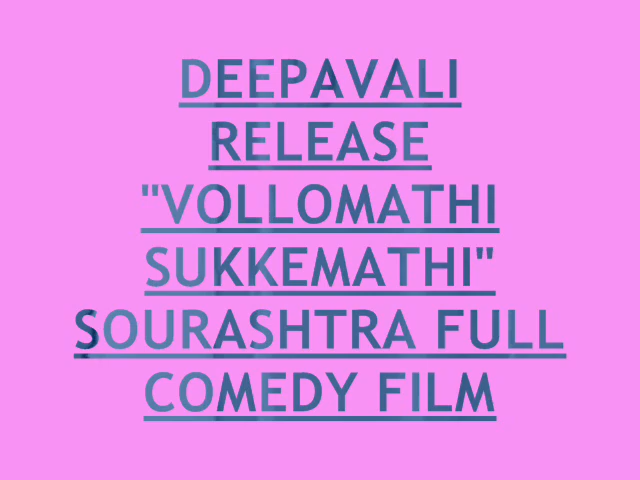 DEEPAVALI
RELEASE
"VOLLOMATHI
SUKKEMATHI"
SOURASHTRA FULL
COMEDY FILM